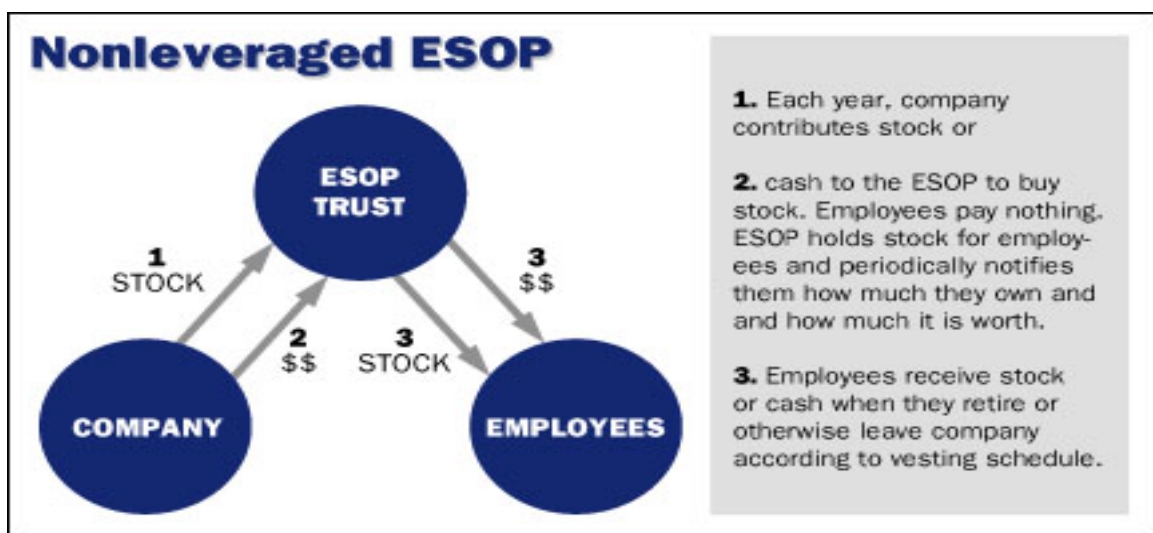 Nonleveraged ESOP
ESOP
TRUST
1
STOCK
2
$$
3
STOCK
3
$$
COMPANY
EMPLOYEES
1. Each year, company
contributes stock or
2. cash to the ESOP to buy
stock. Employees pay nothing.
ESOP holds stock for employ-
ees and periodically notifies
them how much they own and
and how much it is worth.
3. Employees receive stock
or cash when they retire or
otherwise leave company
according to vesting schedule.